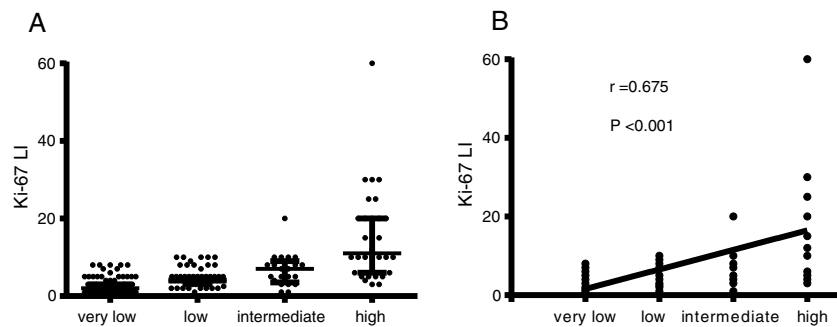 A
Ki-67 LI
60
40
20
0
very low low intermediate high
B
Ki-67 LI
60
40
20
0
r =0.675
P <0.001
very low low intermediate high